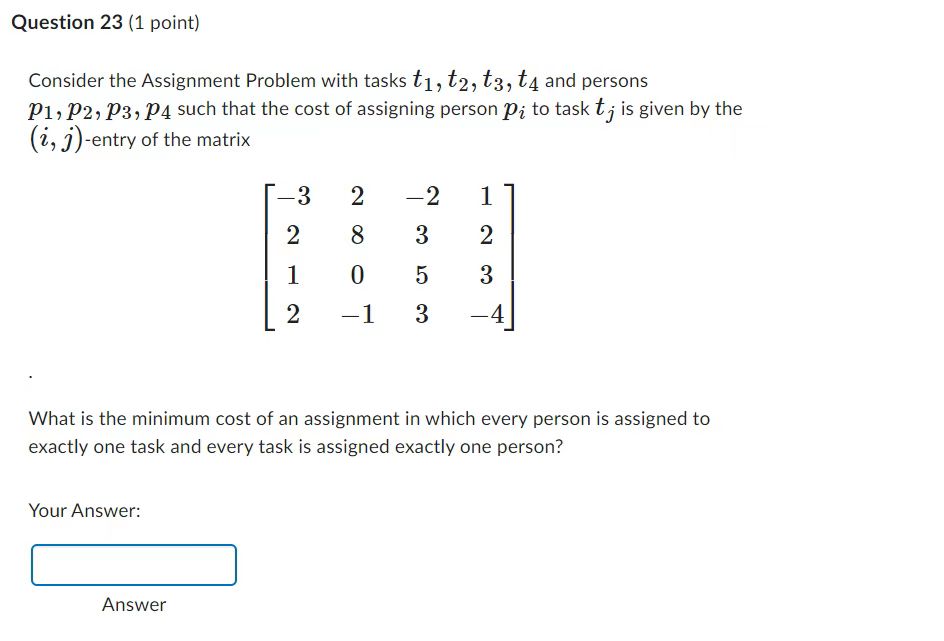 Question 23 (1 point)
Consider the Assignment Problem with tasks t1, t2, t3, t4 and persons
p1, p2, p3, p4 such that the cost of assigning person pi to task tj is given by the
(i, j)-entry of the matrix
−3 2 −2 1
2 8 3 2
1 0 5 3
2 −1 3 −4
.
What is the minimum cost of an assignment in which every person is assigned to
exactly one task and every task is assigned exactly one person?
Your Answer:
Answer